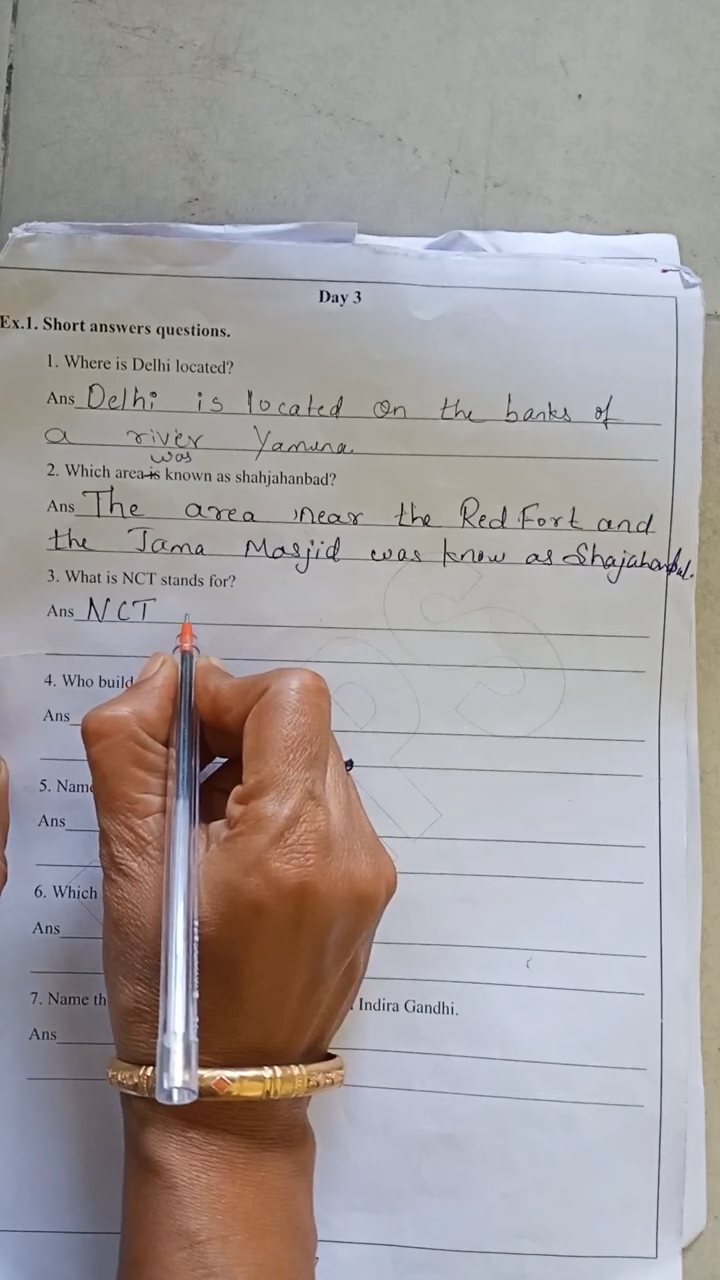 Day 3
Ex.1. Short answers questions.
1. Where is Delhi located?
Ans Delhi is located on the banks of
a river Yamuna.
was
2. Which area is known as shahjahanbad?
Ans The area near the Red Fort and
the Jama Masjid was know as Shajahanbad.
3. What is NCT stands for?
Ans NCT
4. Who build
Ans
5. Name
Ans
6. Which
Ans
7. Name th Indira Gandhi.
Ans